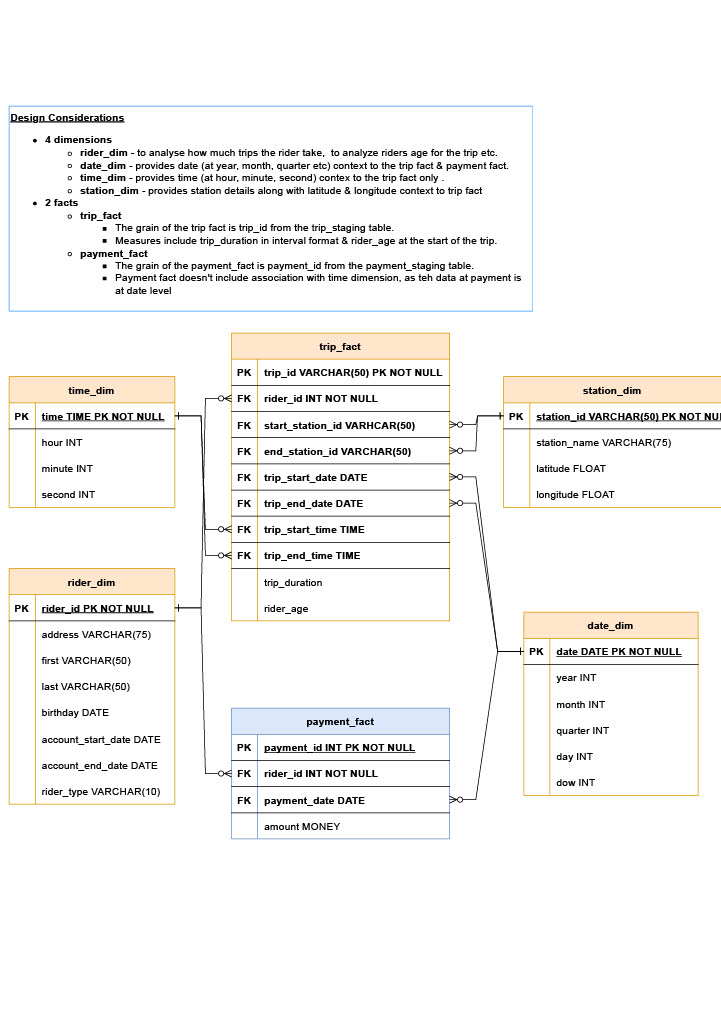 Design Considerations
4 dimensions
rider_dim - to analyse how much trips the rider take, to analyze riders age for the trip etc.
date_dim - provides date (at year, month, quarter etc) context to the trip fact & payment fact.
time_dim - provides time (at hour, minute, second) contex to the trip fact only .
station_dim - provides station details along with latitude & longitude context to trip fact
2 facts
trip_fact
The grain of the trip fact is trip_id from the trip_staging table.
Measures include trip_duration in interval format & rider_age at the start of the trip.
payment_fact
The grain of the payment_fact is payment_id from the payment_staging table.
Payment fact doesn't include association with time dimension, as teh data at payment is
at date level
time_dim
PK time TIME PK NOT NULL
hour INT
minute INT
second INT
rider_dim
PK rider_id PK NOT NULL
address VARCHAR(75)
first VARCHAR(50)
last VARCHAR(50)
birthday DATE
account_start_date DATE
account_end_date DATE
rider_type VARCHAR(10)
trip_fact
PK trip_id VARCHAR(50) PK NOT NULL
FK rider_id INT NOT NULL
FK start_station_id VARHCAR(50)
FK end_station_id VARCHAR(50)
FK trip_start_date DATE
FK trip_end_date DATE
FK trip_start_time TIME
FK trip_end_time TIME
trip_duration
rider_age
payment_fact
PK payment_id INT PK NOT NULL
FK rider_id INT NOT NULL
FK payment_date DATE
amount MONEY
station_dim
PK station_id VARCHAR(50) PK NOT NU
station_name VARCHAR(75)
latitude FLOAT
longitude FLOAT
date_dim
PK date DATE PK NOT NULL
year INT
month INT
quarter INT
day INT
dow INT